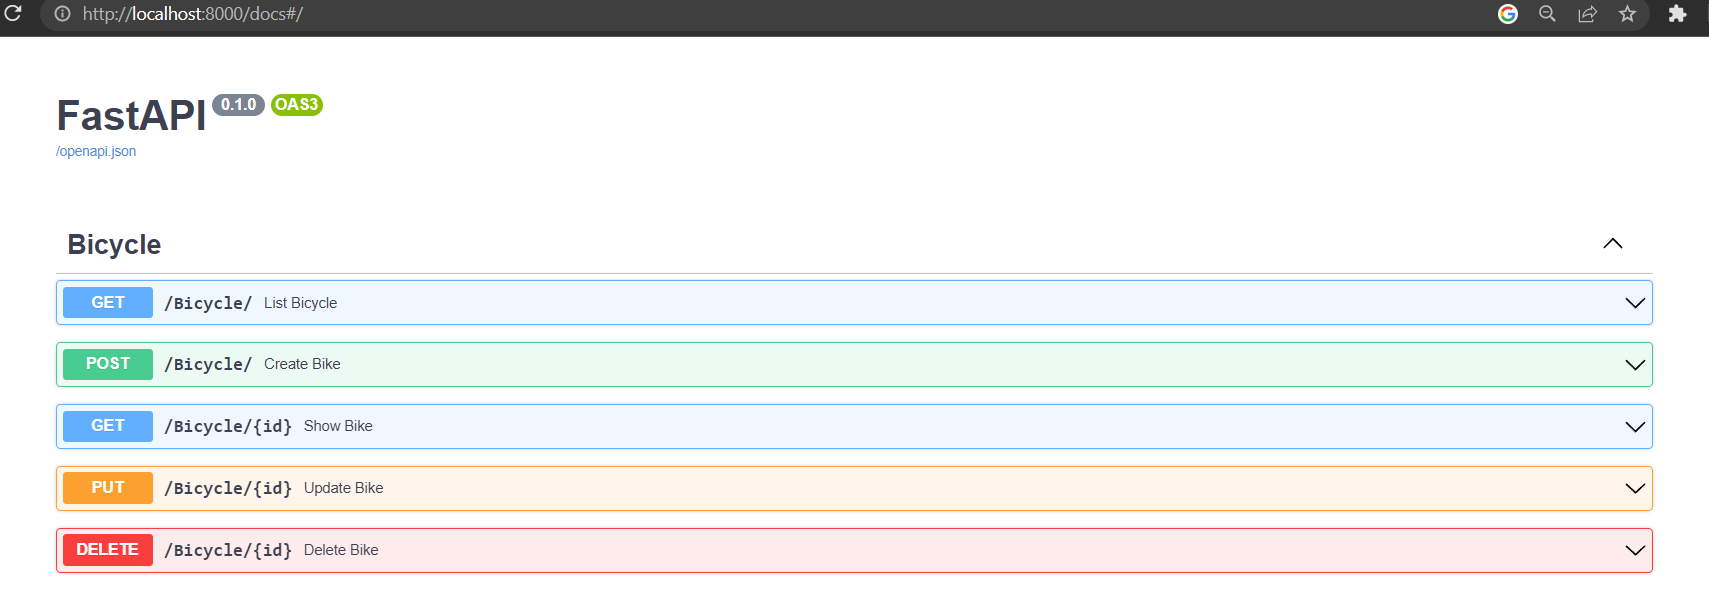 http://localhost:8000/docs#/
FastAPI 0.1.0 OAS3
/openapi.json
Bicycle
GET /Bicycle/ List Bicycle
POST /Bicycle/ Create Bike
GET /Bicycle/{id} Show Bike
PUT /Bicycle/{id} Update Bike
DELETE /Bicycle/{id} Delete Bike